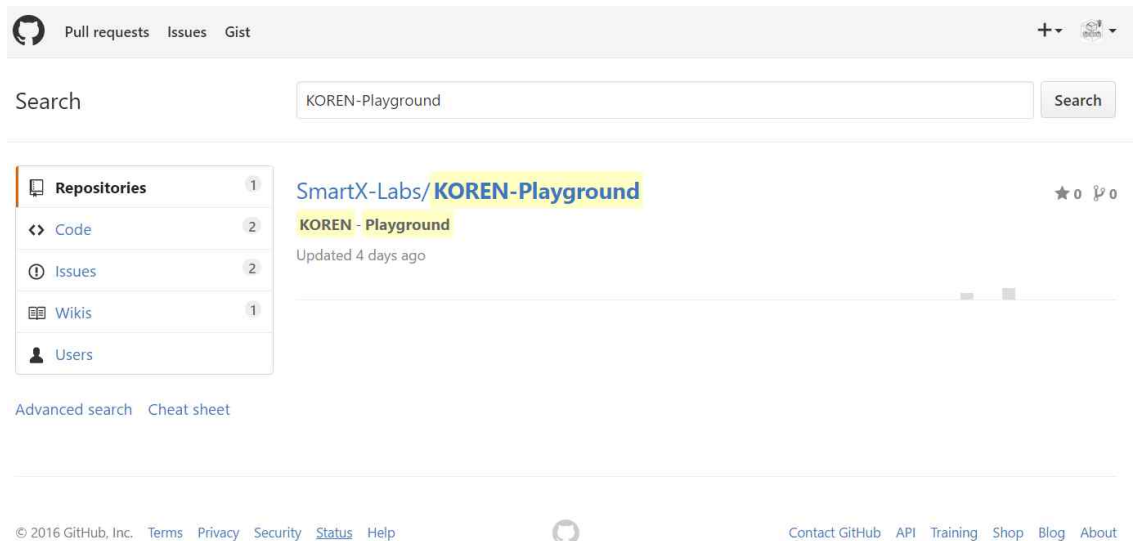 Pull requests Issues Gist
Search KOREN-Playground Search
Repositories 1
Code 2
Issues 2
Wikis 1
Users
SmartX-Labs/KOREN-Playground 0 0
KOREN - Playground
Updated 4 days ago
Advanced search Cheat sheet
© 2016 GitHub, Inc. Terms Privacy Security Status Help Contact GitHub API Training Shop Blog About